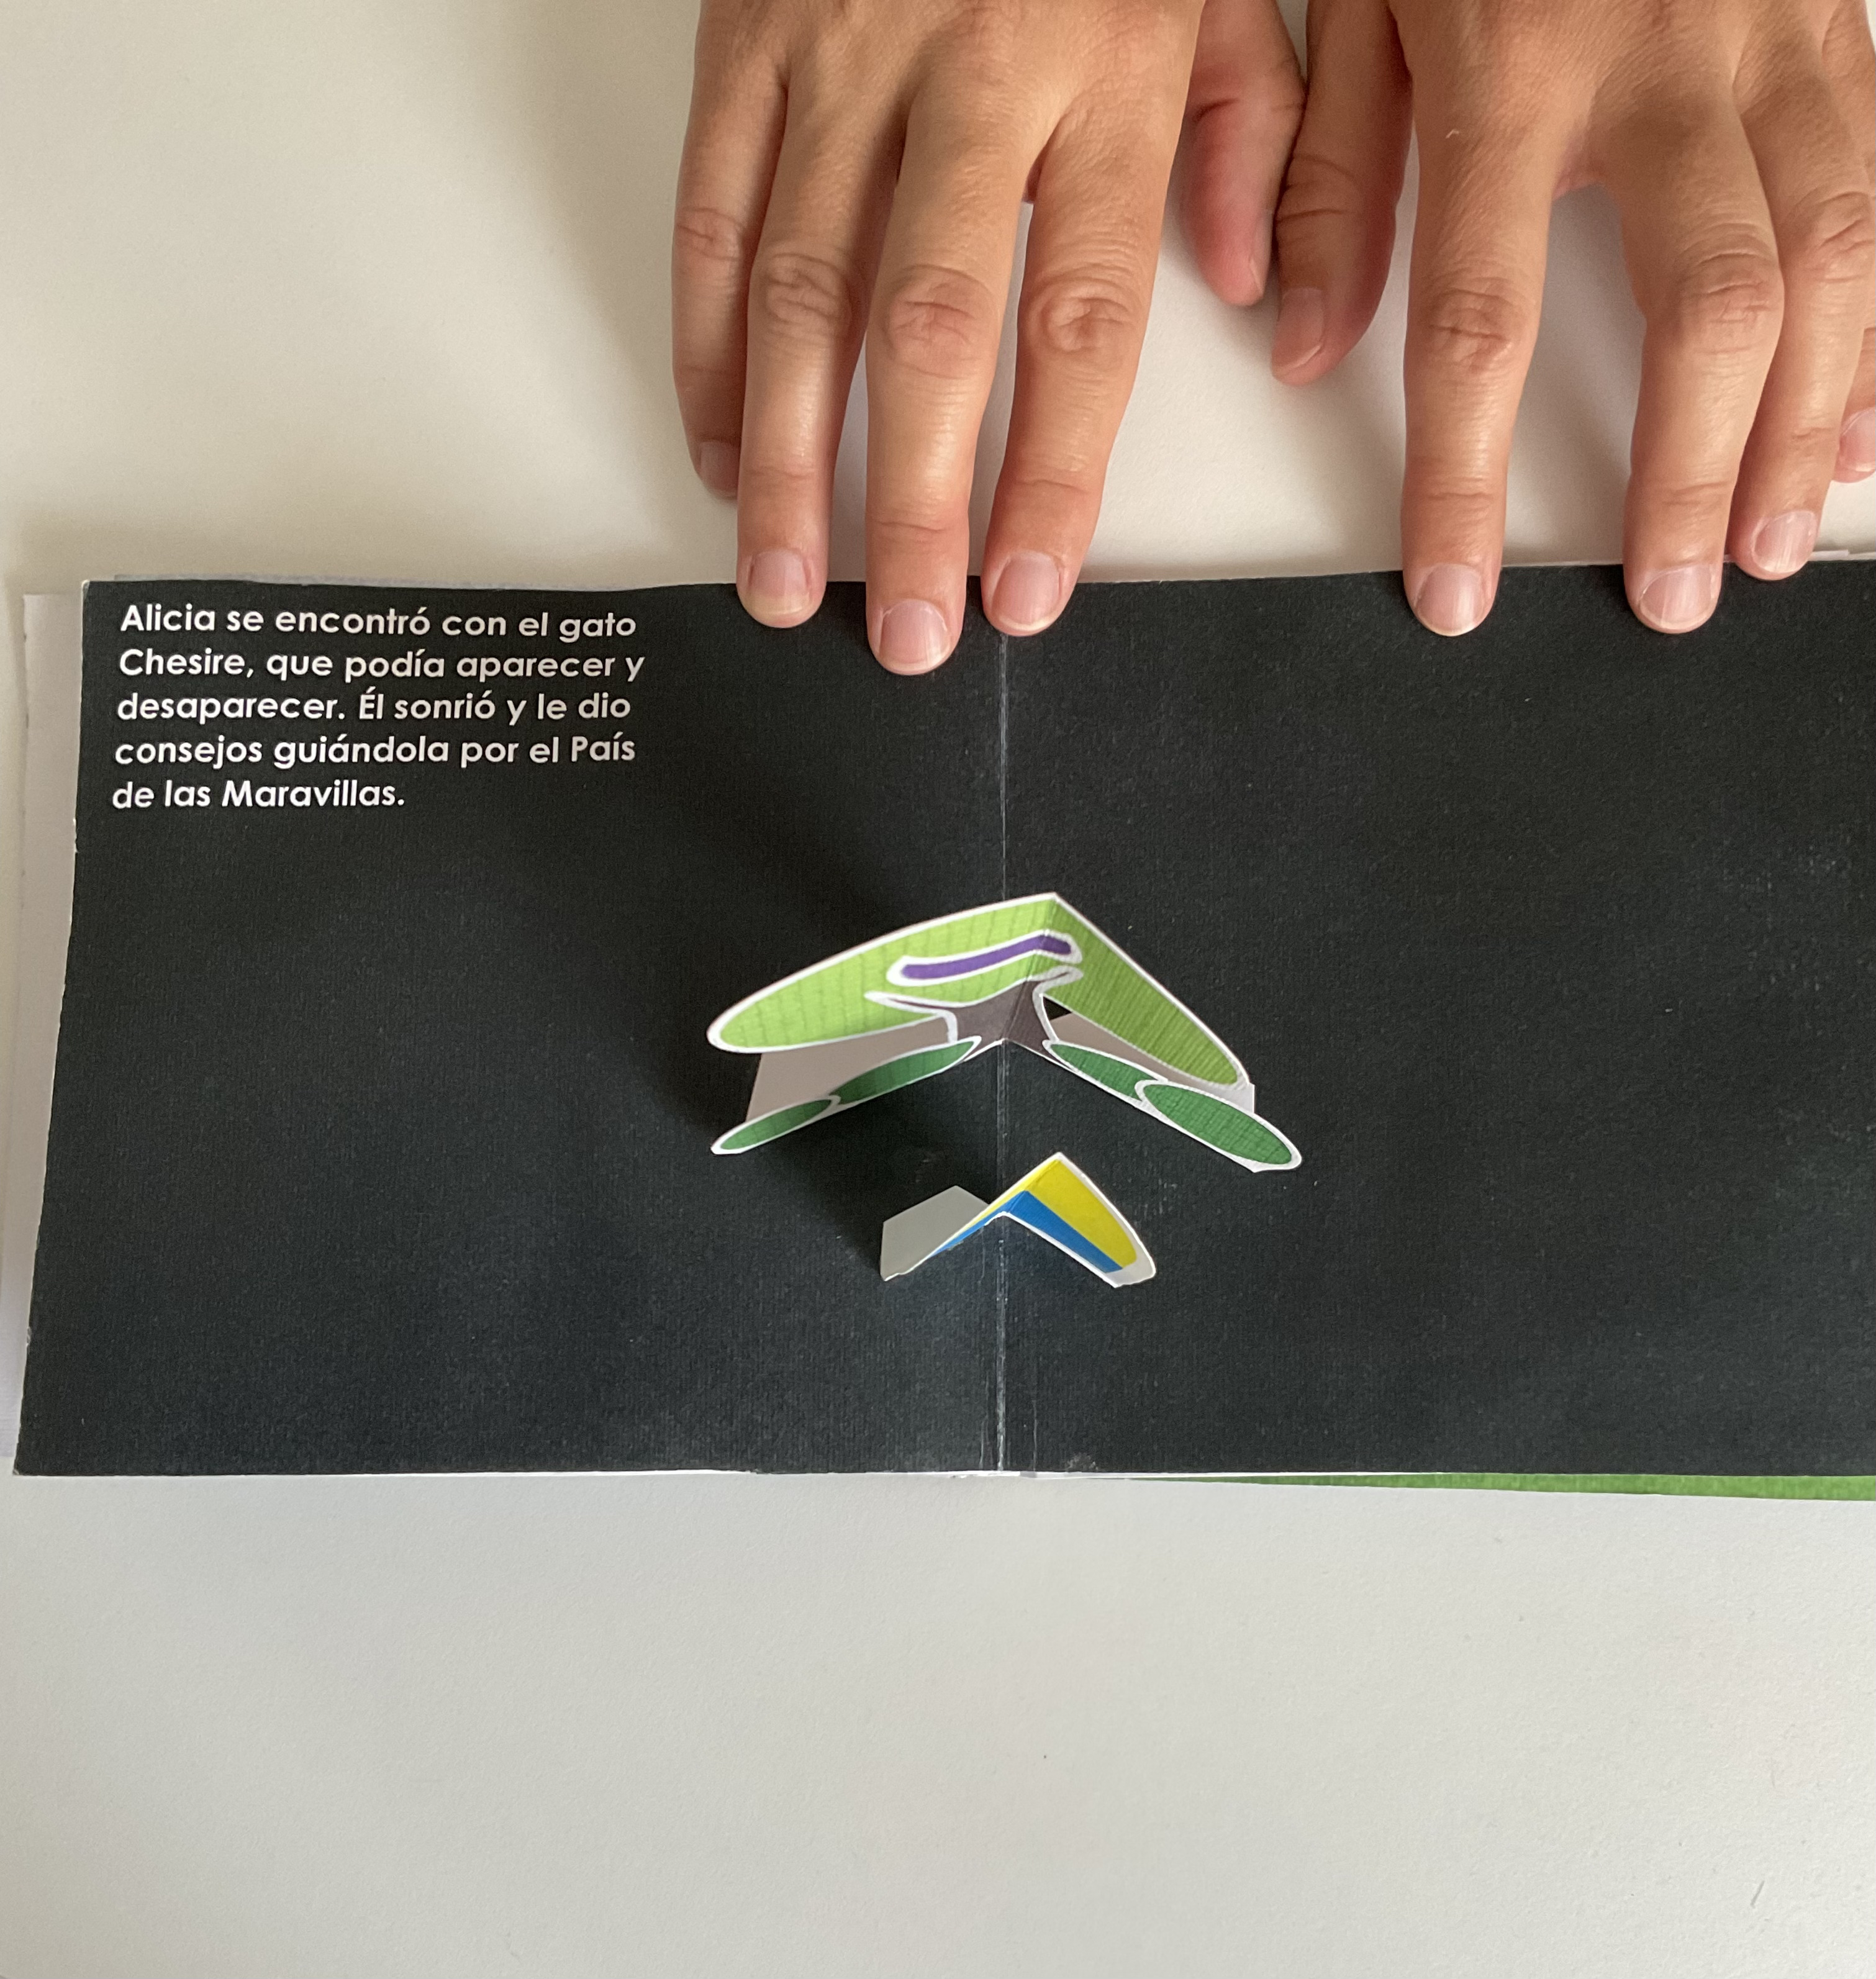 Alicia se encontró con el gato
Chesire, que podía aparecer y
desaparecer. Él sonrió y le dio
consejos guiándola por el País
de las Maravillas.